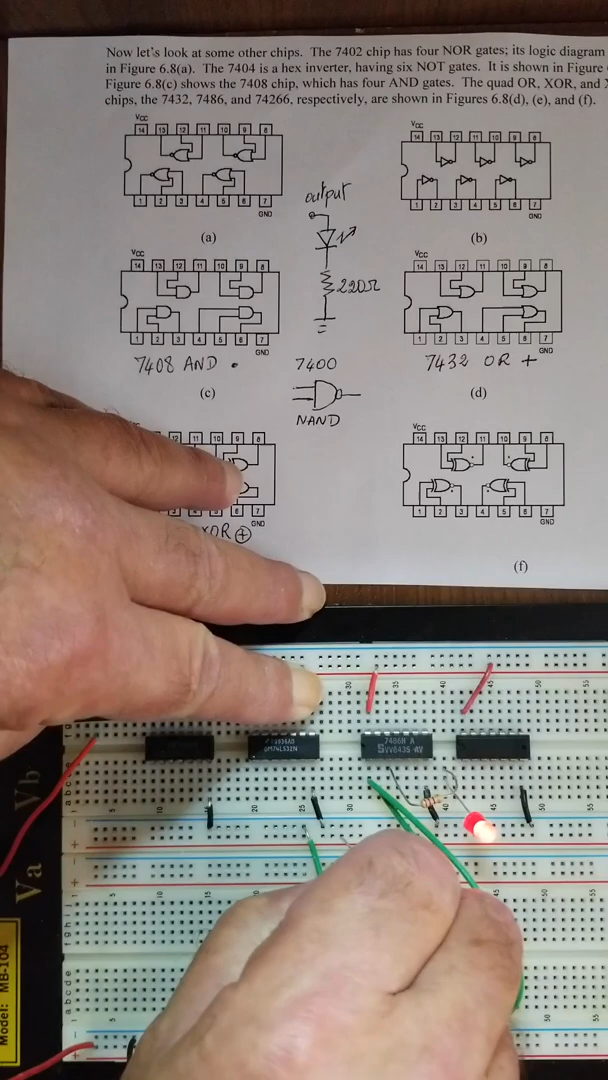 Now let's look at some other chips. The 7402 chip has four NOR gates; its logic diagram
in Figure 6.8(a). The 7404 is a hex inverter, having six NOT gates. It is shown in Figure
Figure 6.8(c) shows the 7408 chip, which has four AND gates. The quad OR, XOR, and
chips, the 7432, 7486, and 74266, respectively, are shown in Figures 6.8(d), (e), and (f).
VCC
14 13 12 11 10 9 8
1 2 3 4 5 6 7
GND
(a)
VCC
14 13 12 11 10 9 8
1 2 3 4 5 6 7
GND
(b)
output
220Ω
VCC
14 13 12 11 10 9 8
1 2 3 4 5 6 7
GND
7408 AND •
(c)
7400
NAND
VCC
14 13 12 11 10 9 8
1 2 3 4 5 6 7
GND
7432 OR +
(d)
VCC
12 11 10 9 8
3 4 5 6 7
GND
XOR ⊕
VCC
14 13 12 11 10 9 8
1 2 3 4 5 6 7
GND
(f)
DM74LS32N
7486N A
S VV8435 AV
Vb
Va
Model: MB-104